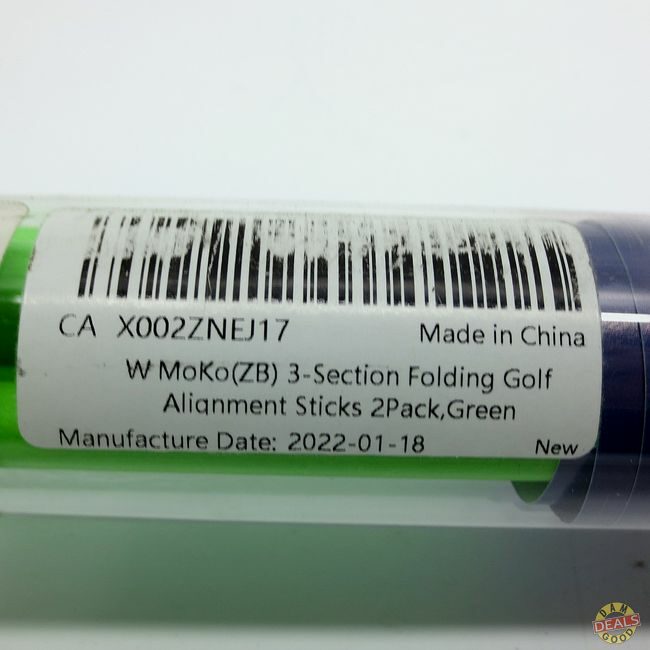 CA X002ZNEJ17
Made in China
W MoKo(ZB) 3-Section Folding Golf
Alignment Sticks 2Pack,Green
Manufacture Date: 2022-01-18
New
DAMN
DEALS
GOOD